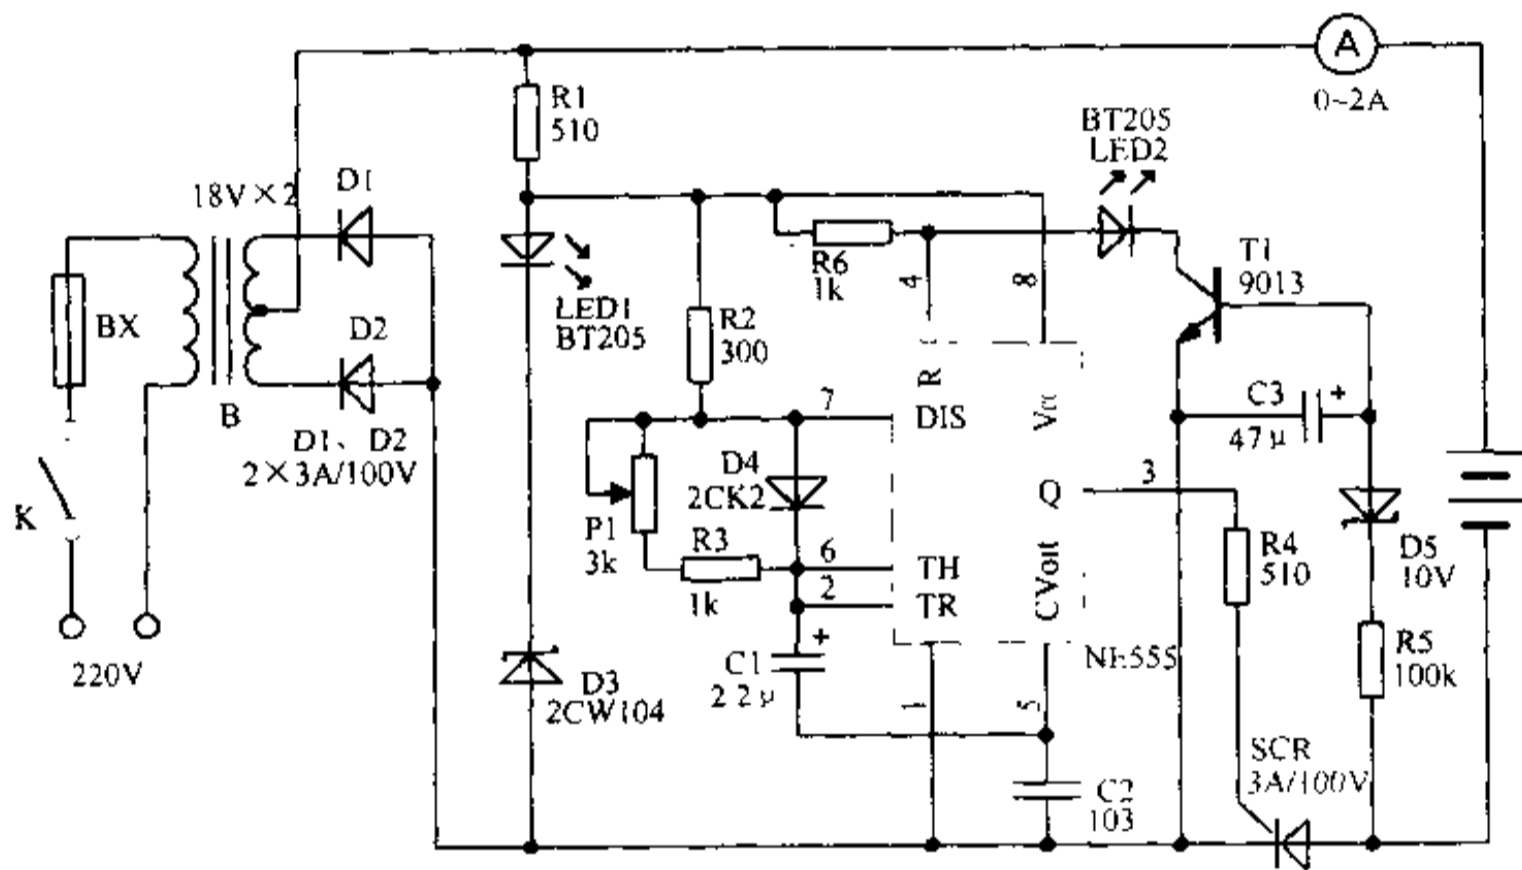 A
0~2A
R1
510
BT205
LED2
18V×2
D1
R6
1k
4
8
T1
9013
BX
LED1
BT205
R2
300
D2
R
Vcc
B
7
DIS
C3
+
47μ
D1、D2
2×3A/100V
D4
2CK2
3
Q
K
P1
3k
R3
1k
6
TH
2
TR
CVolt
R4
510
D5
10V
220V
+
C1
2.2μ
NE555
R5
100k
D3
2CW104
1
5
SCR
3A/100V
C2
103